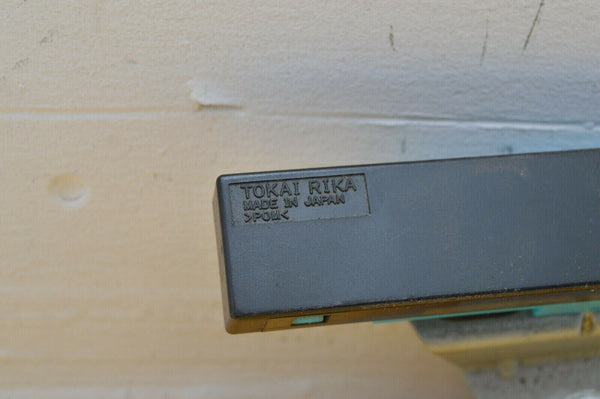 TOKAI RIKA
MADE IN JAPAN
>POM<